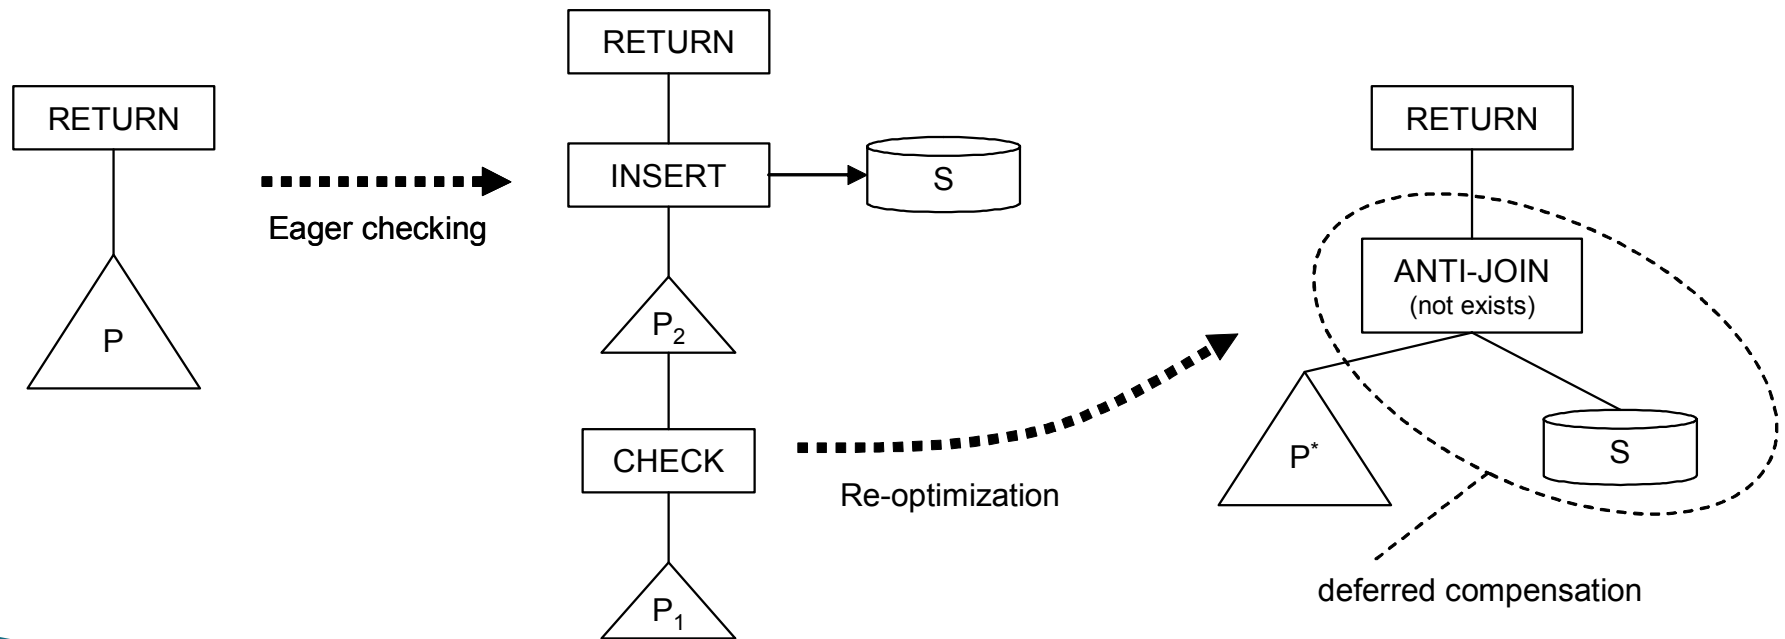 RETURN
P
Eager checking
RETURN
INSERT
S
P₂
CHECK
P₁
Re-optimization
RETURN
ANTI-JOIN
(not exists)
P*
S
deferred compensation